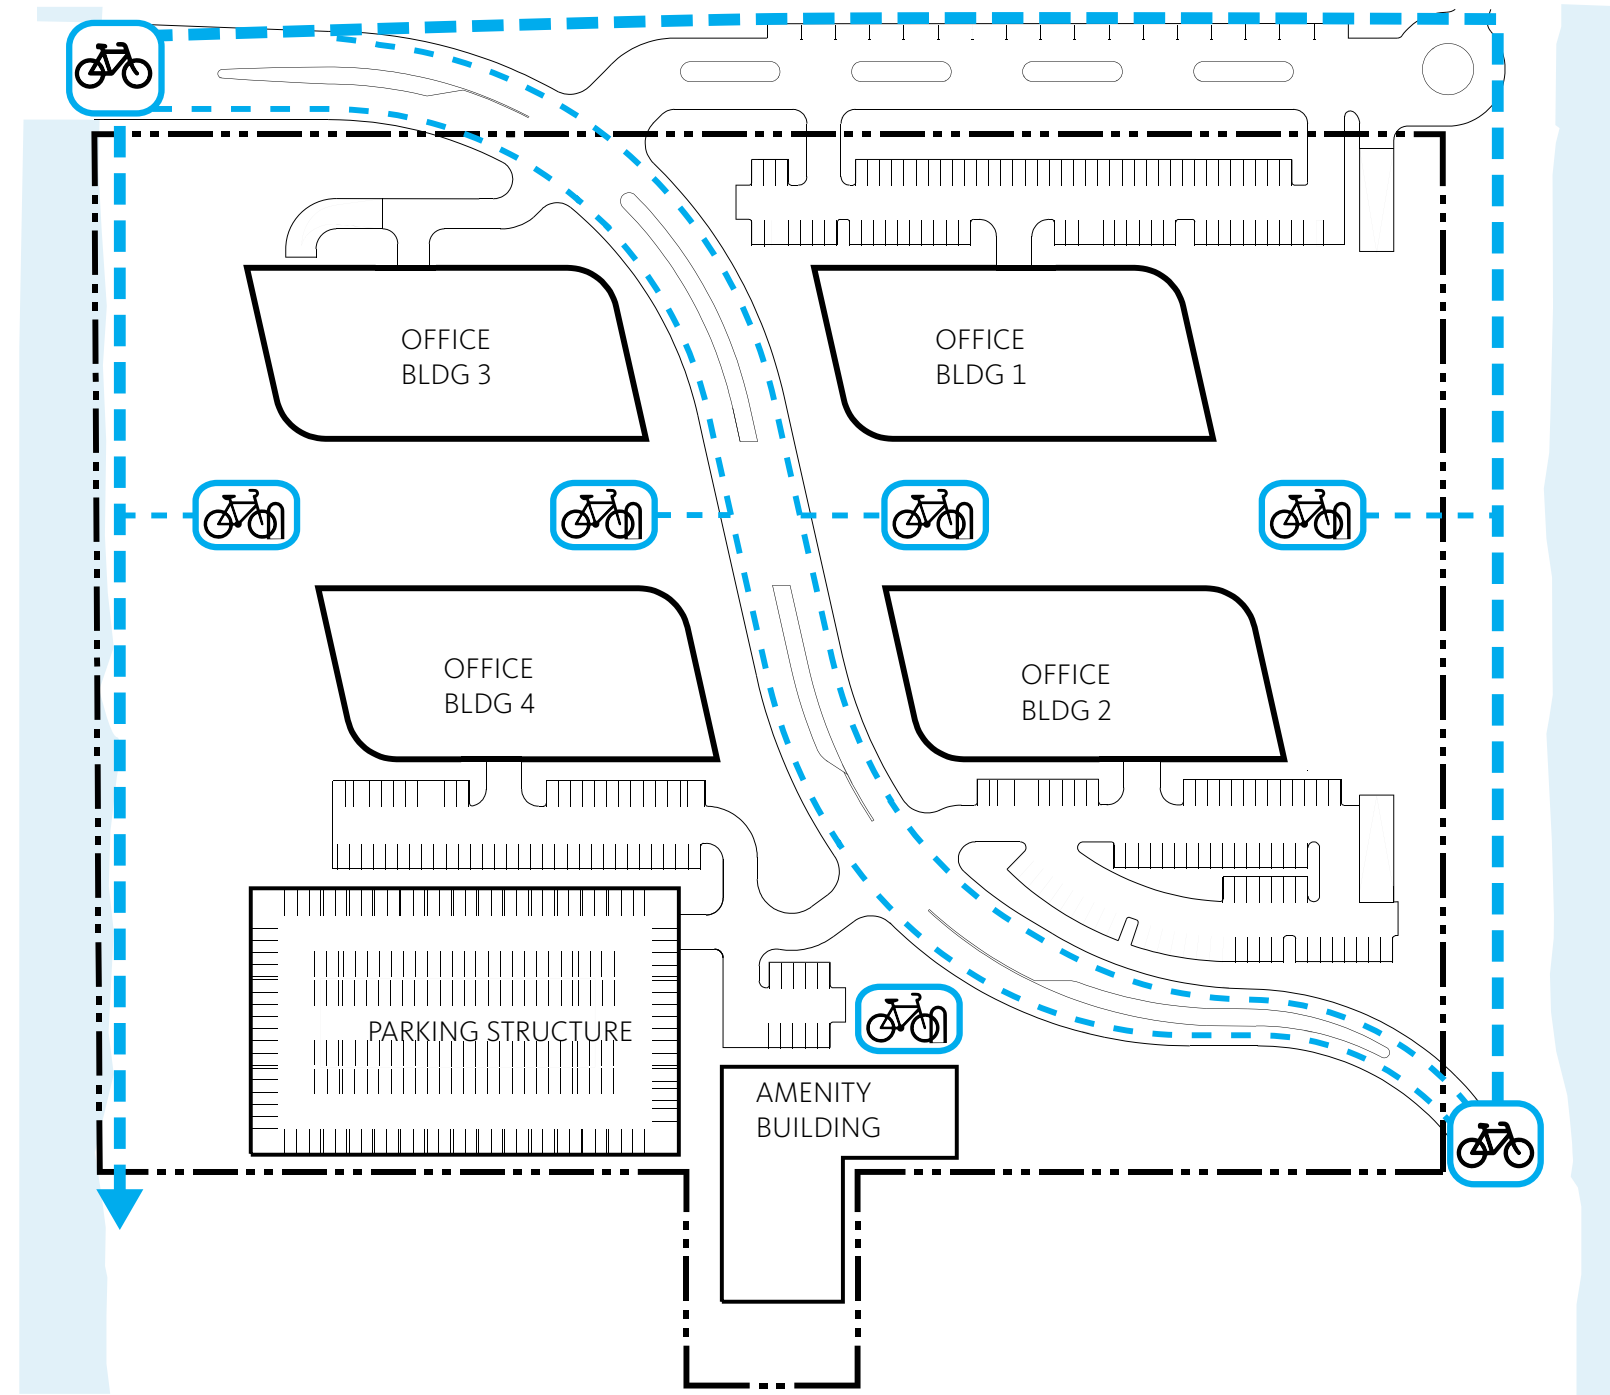 OFFICE
BLDG 3
OFFICE
BLDG 1
OFFICE
BLDG 4
OFFICE
BLDG 2
PARKING STRUCTURE
AMENITY
BUILDING